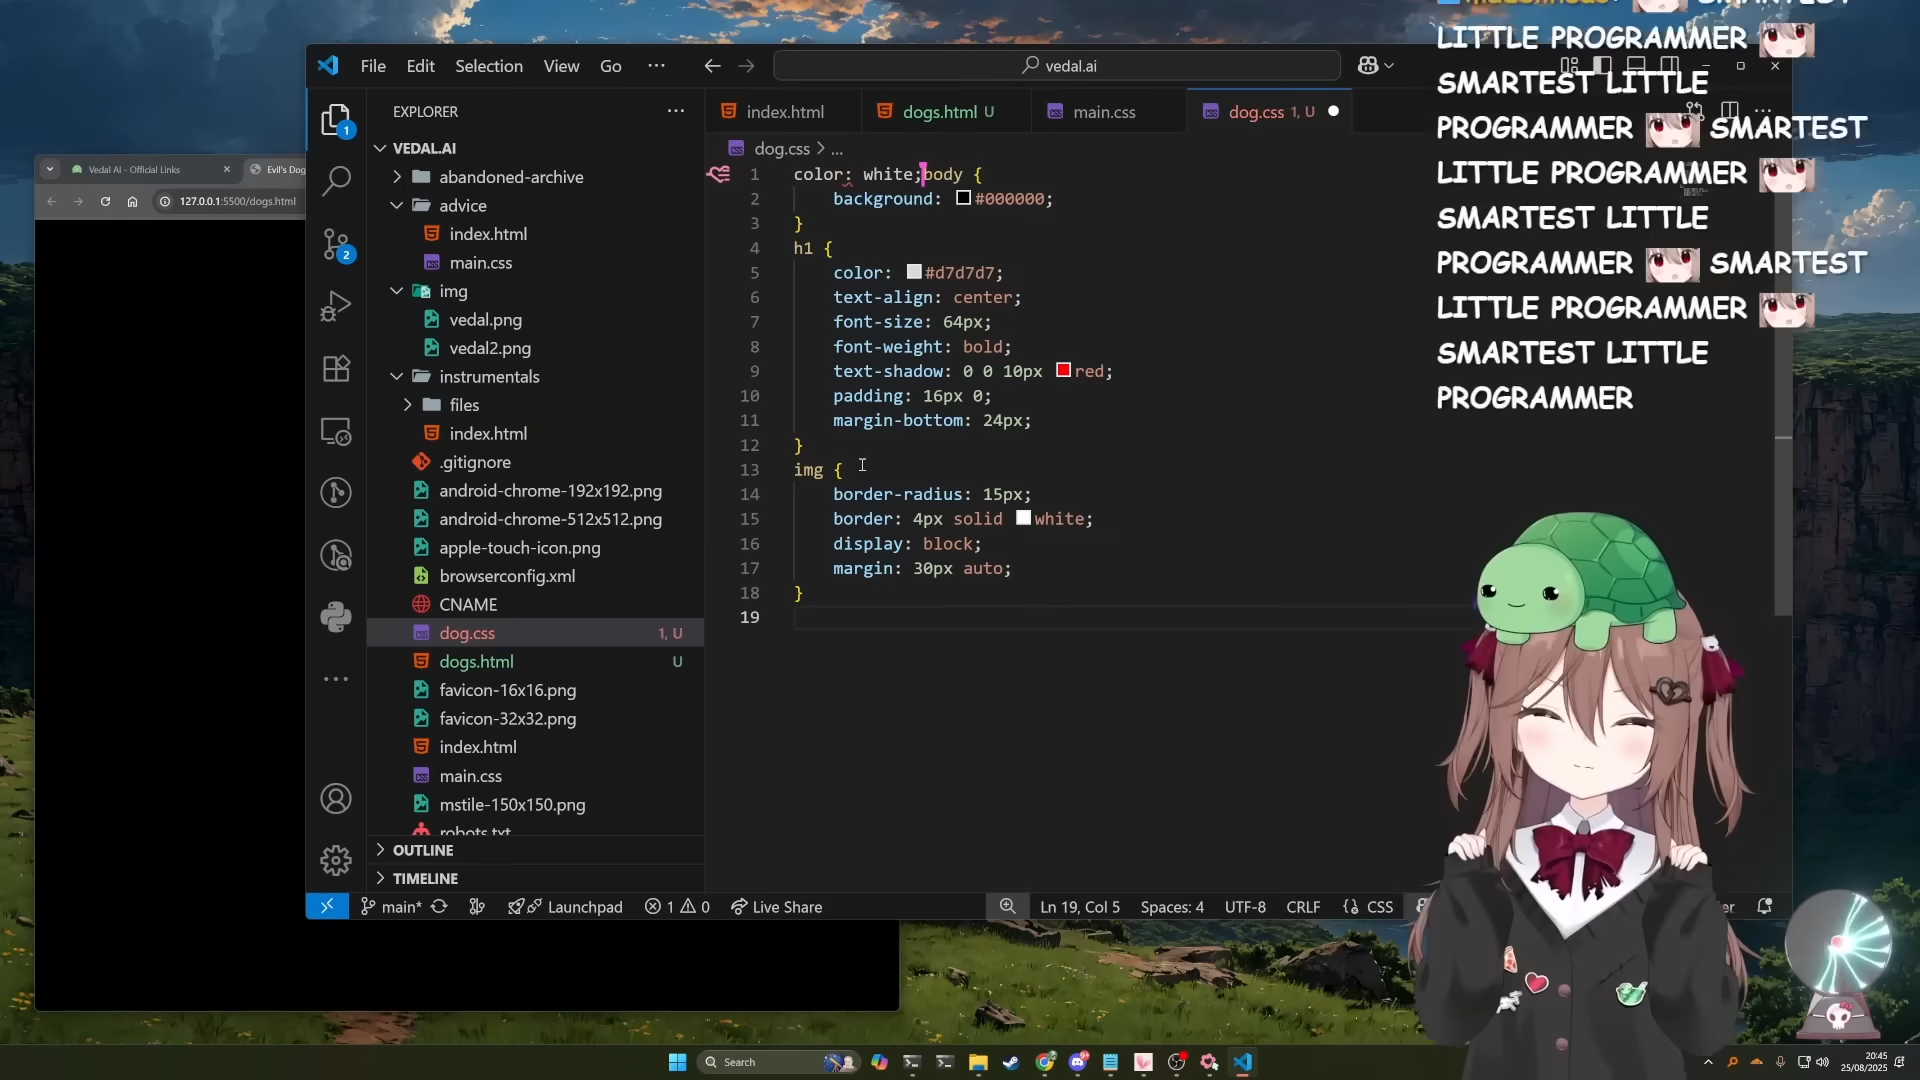 SMARTEST
LITTLE PROGRAMMER
SMARTEST LITTLE
PROGRAMMER SMARTEST
LITTLE PROGRAMMER
SMARTEST LITTLE
PROGRAMMER SMARTEST
LITTLE PROGRAMMER
SMARTEST LITTLE
PROGRAMMER
File Edit Selection View Go ... vedal.ai
Vedal AI - Official Links
Evil's Dog
127.0.0.1:5500/dogs.html
EXPLORER
1
2
VEDAL.AI
abandoned-archive
advice
index.html
main.css
img
vedal.png
vedal2.png
instrumentals
files
index.html
.gitignore
android-chrome-192x192.png
android-chrome-512x512.png
apple-touch-icon.png
browserconfig.xml
CNAME
dog.css 1, U
dogs.html U
favicon-16x16.png
favicon-32x32.png
index.html
main.css
mstile-150x150.png
robots.txt
OUTLINE
TIMELINE
index.html dogs.html U main.css dog.css 1, U
dog.css > ...
1 color: white;body {
2 background: #000000;
3 }
4 h1 {
5 color: #d7d7d7;
6 text-align: center;
7 font-size: 64px;
8 font-weight: bold;
9 text-shadow: 0 0 10px red;
10 padding: 16px 0;
11 margin-bottom: 24px;
12 }
13 img {
14 border-radius: 15px;
15 border: 4px solid white;
16 display: block;
17 margin: 30px auto;
18 }
19
main* Launchpad 1 0 Live Share Ln 19, Col 5 Spaces: 4 UTF-8 CRLF {} CSS
Search
20:45
25/08/2025